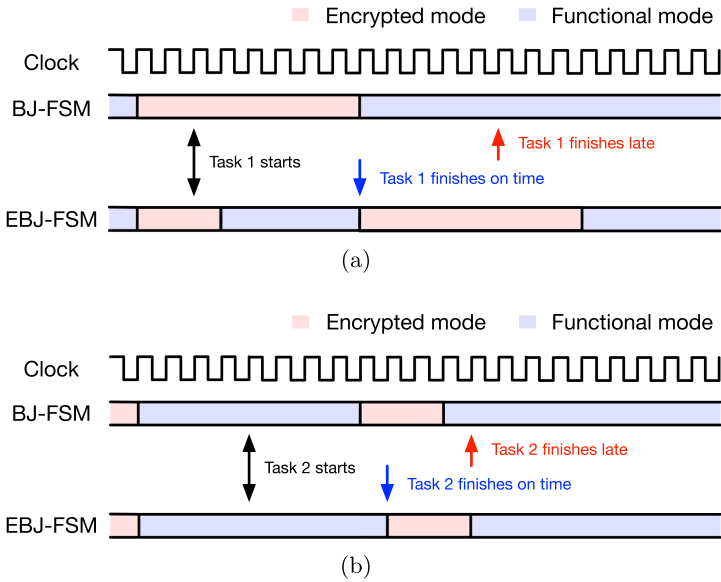 Encrypted mode Functional mode
Clock
BJ-FSM
Task 1 finishes late
Task 1 starts
Task 1 finishes on time
EBJ-FSM
(a)
Encrypted mode Functional mode
Clock
BJ-FSM
Task 2 finishes late
Task 2 starts
Task 2 finishes on time
EBJ-FSM
(b)